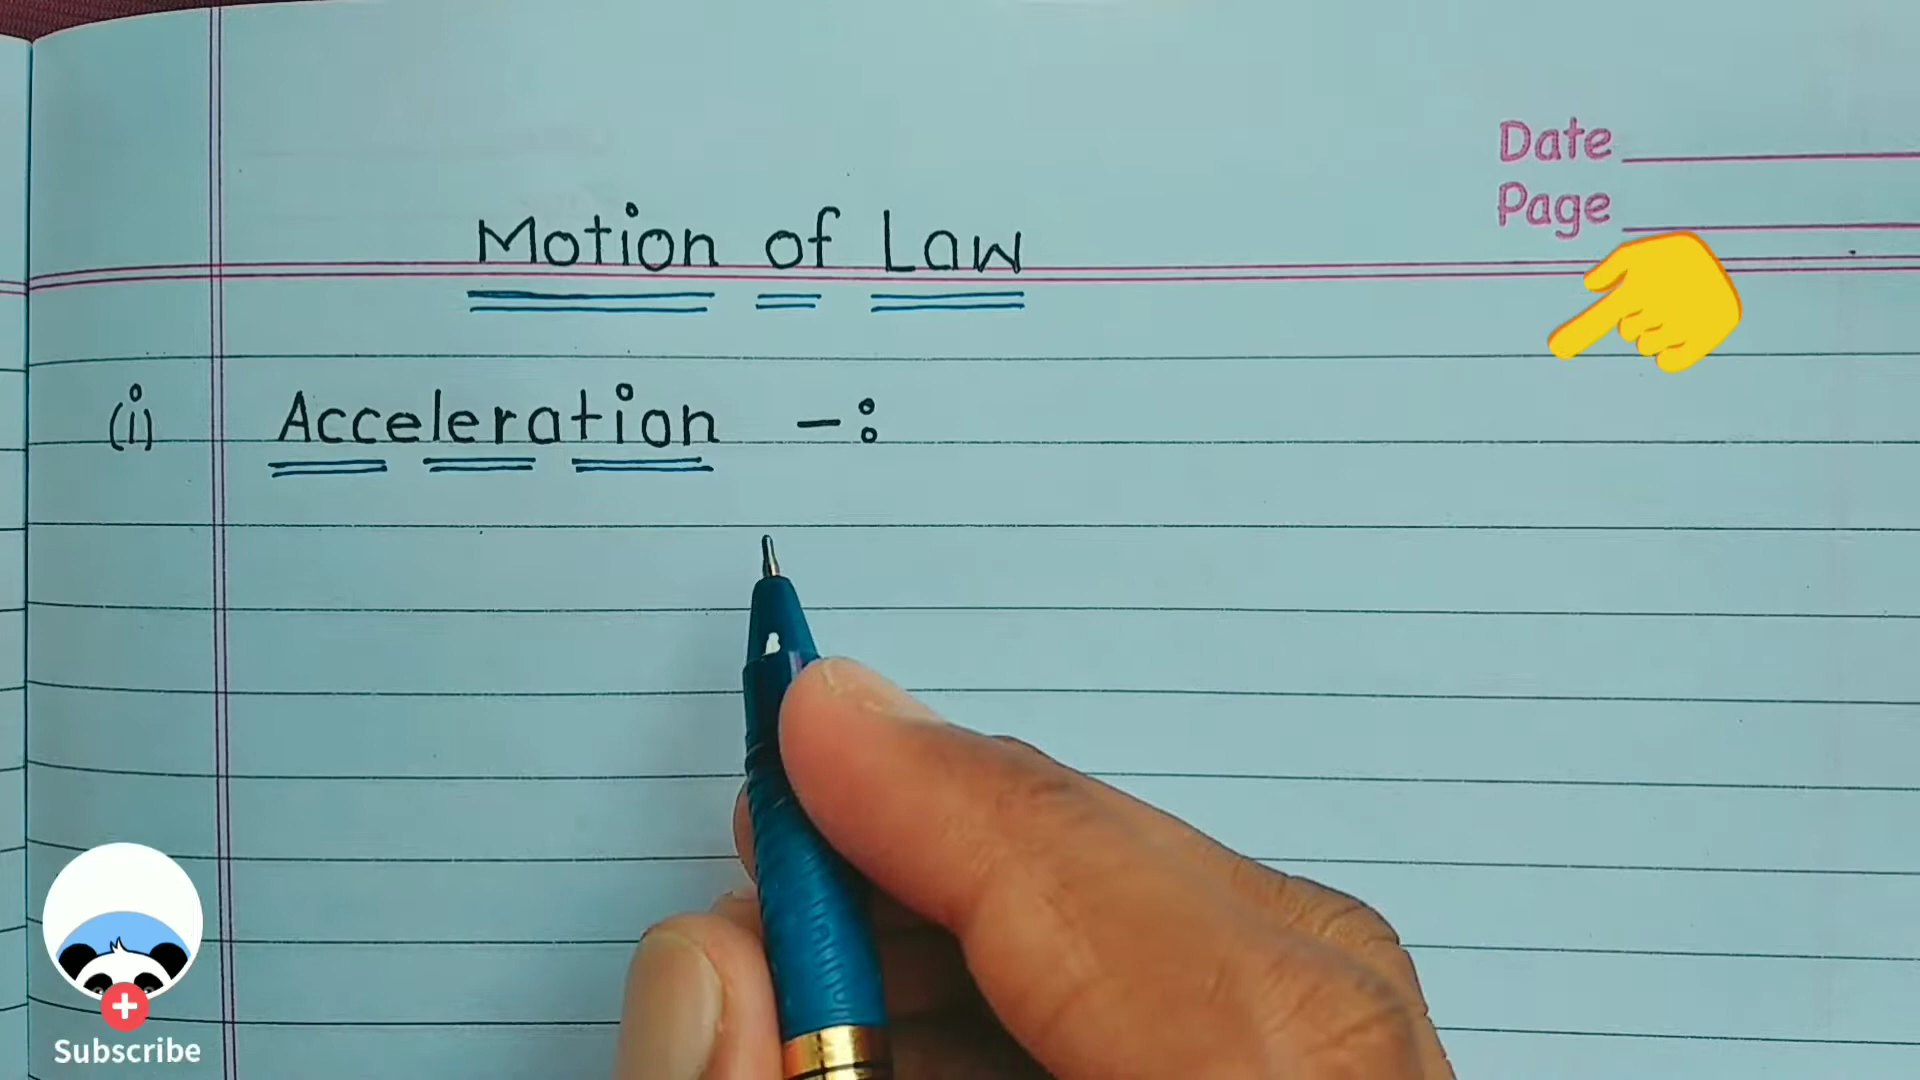 Date
Page
Motion of Law
(i) Acceleration -:
Subscribe